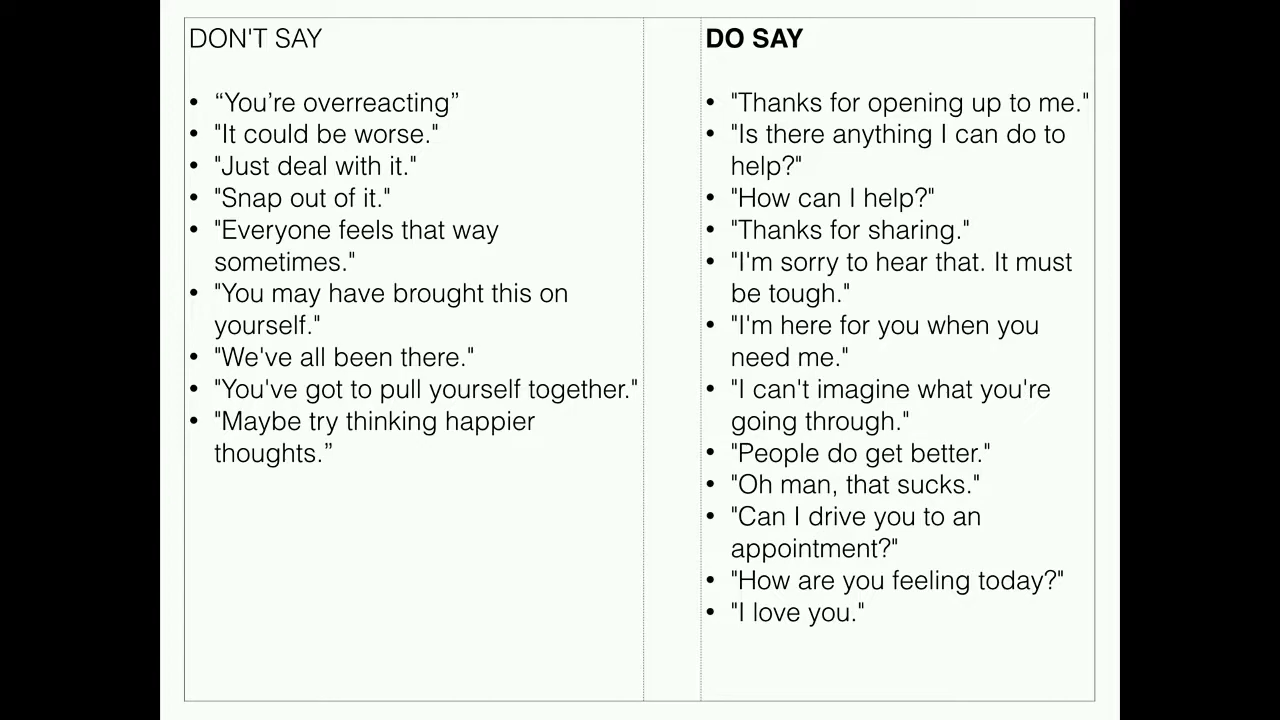 DON'T SAY
• “You’re overreacting”
• "It could be worse."
• "Just deal with it."
• "Snap out of it."
• "Everyone feels that way
sometimes."
• "You may have brought this on
yourself."
• "We've all been there."
• "You've got to pull yourself together."
• "Maybe try thinking happier
thoughts.”
DO SAY
• "Thanks for opening up to me."
• "Is there anything I can do to
help?"
• "How can I help?"
• "Thanks for sharing."
• "I'm sorry to hear that. It must
be tough."
• "I'm here for you when you
need me."
• "I can't imagine what you're
going through."
• "People do get better."
• "Oh man, that sucks."
• "Can I drive you to an
appointment?"
• "How are you feeling today?"
• "I love you."